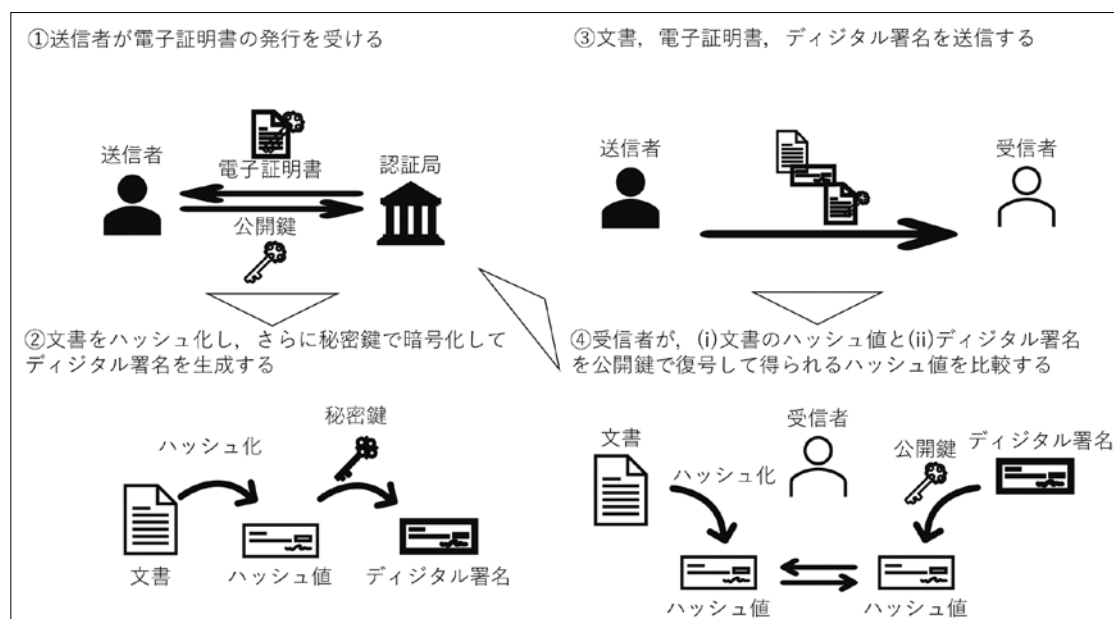 ①送信者が電子証明書の発行を受ける
送信者
電子証明書
認証局
公開鍵
②文書をハッシュ化し，さらに秘密鍵で暗号化して
ディジタル署名を生成する
秘密鍵
ハッシュ化
文書
ハッシュ値
ディジタル署名
③文書，電子証明書，ディジタル署名を送信する
送信者
受信者
④受信者が，(i)文書のハッシュ値と(ii)ディジタル署名
を公開鍵で復号して得られるハッシュ値を比較する
文書
受信者
公開鍵
ディジタル署名
ハッシュ化
ハッシュ値
ハッシュ値